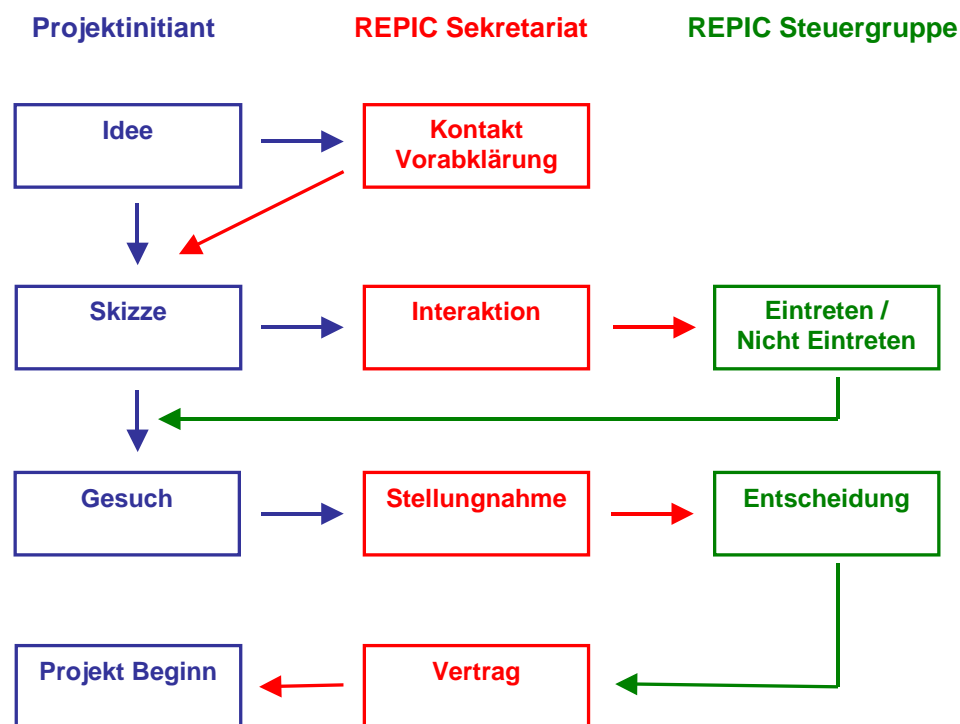 Projektinitiant
REPIC Sekretariat
REPIC Steuergruppe
Idee
Kontakt
Vorabklärung
Skizze
Interaktion
Eintreten /
Nicht Eintreten
Gesuch
Stellungnahme
Entscheidung
Projekt Beginn
Vertrag